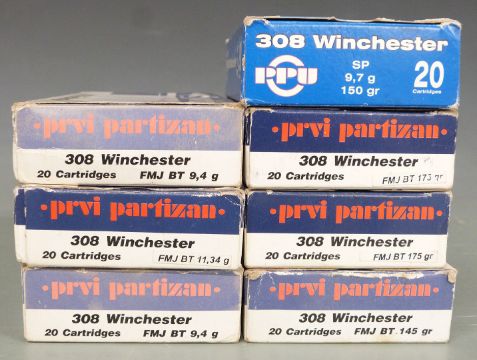 308 Winchester
PPU
SP
9,7 g
150 gr
20
Cartridges
·prvi partizan·
308 Winchester
20 Cartridges FMJ BT 9,4 g
·prvi partizan·
308 Winchester
20 Cartridges FMJ BT 173 gr
·prvi partizan·
308 Winchester
20 Cartridges FMJ BT 11,34 g
·prvi partizan·
308 Winchester
20 Cartridges FMJ BT 175 gr
·prvi partizan·
308 Winchester
20 Cartridges FMJ BT 9,4 g
·prvi partizan·
308 Winchester
20 Cartridges FMJ BT 145 gr